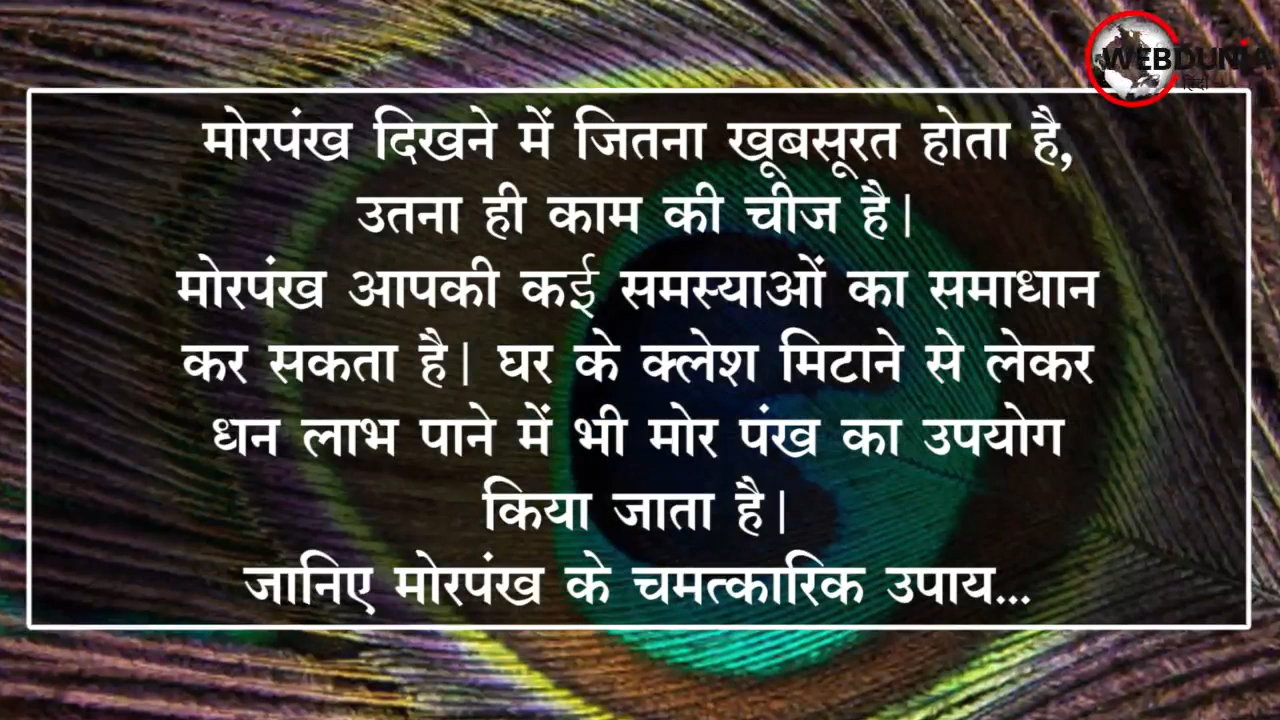 WEBDUNIA
हिंदी
मोरपंख दिखने में जितना खूबसूरत होता है,
उतना ही काम की चीज है।
मोरपंख आपकी कई समस्याओं का समाधान
कर सकता है। घर के क्लेश मिटाने से लेकर
धन लाभ पाने में भी मोर पंख का उपयोग
किया जाता है।
जानिए मोरपंख के चमत्कारिक उपाय...